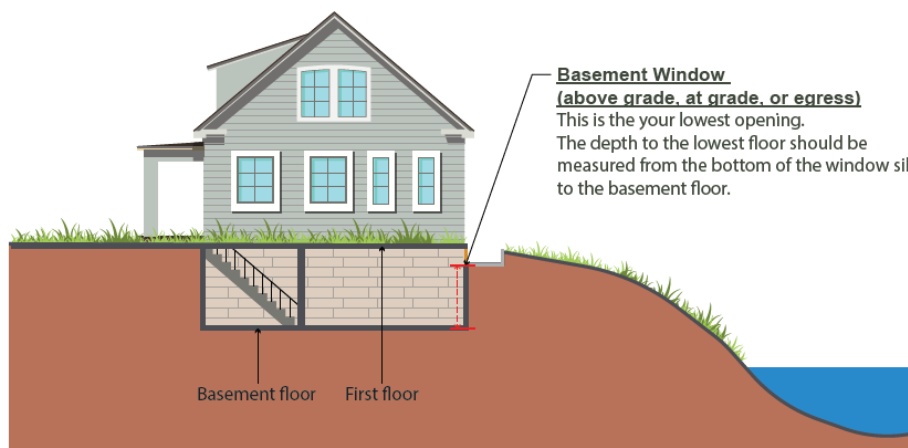 Basement Window
(above grade, at grade, or egress)
This is the your lowest opening.
The depth to the lowest floor should be
measured from the bottom of the window sil
to the basement floor.
Basement floor
First floor